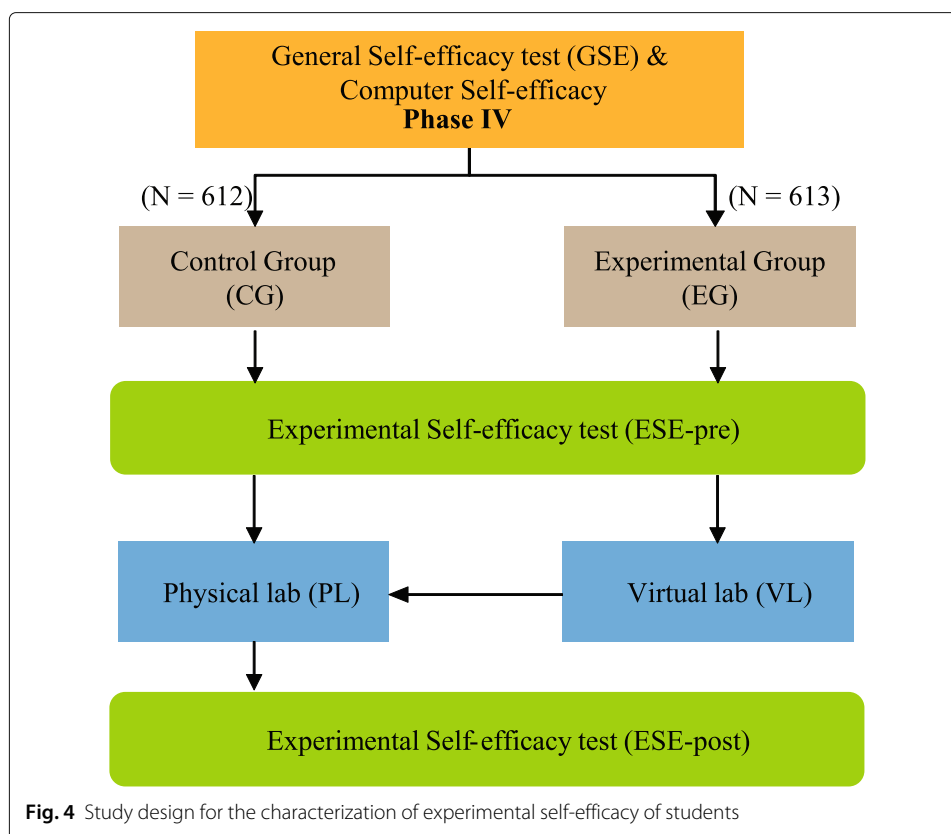 General Self-efficacy test (GSE) &
Computer Self-efficacy
Phase IV
(N = 612)
(N = 613)
Control Group
(CG)
Experimental Group
(EG)
Experimental Self-efficacy test (ESE-pre)
Physical lab (PL)
Virtual lab (VL)
Experimental Self-efficacy test (ESE-post)
Fig. 4 Study design for the characterization of experimental self-efficacy of students